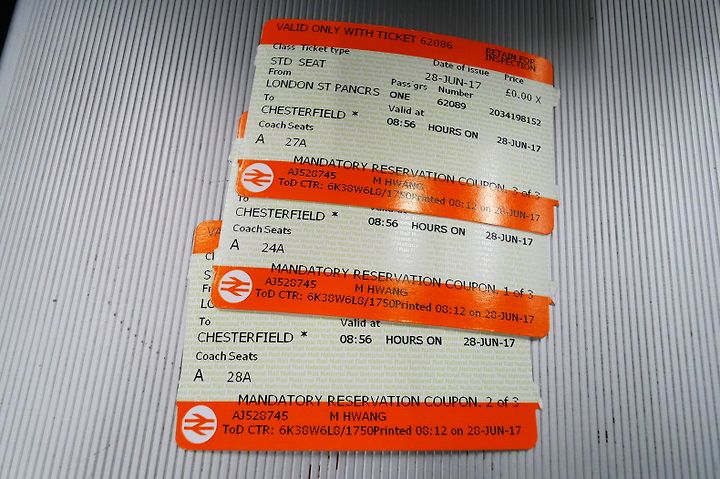 VALID ONLY WITH TICKET 62086
RETAIN FOR
INSPECTION
Class Ticket type Date of issue Price
STD SEAT 28-JUN-17 £0.00 X
From Pass'grs Number
LONDON ST PANCRS ONE 62089 2034198152
To Valid at
CHESTERFIELD * 08:56 HOURS ON 28-JUN-17
Coach Seats
A 27A
MANDATORY RESERVATION COUPON. 3 of 3
AJ528745 M HWANG
ToD CTR: 6K38W6L8/1750Printed 08:12 on 28-JUN-17
To
CHESTERFIELD * 08:56 HOURS ON 28-JUN-17
Coach Seats
A 24A
MANDATORY RESERVATION COUPON. 1 of 3
AJ528745 M HWANG
ToD CTR: 6K38W6L8/1750Printed 08:12 on 28-JUN-17
To Valid at
CHESTERFIELD * 08:56 HOURS ON 28-JUN-17
Coach Seats
A 28A
MANDATORY RESERVATION COUPON. 2 of 3
AJ528745 M HWANG
ToD CTR: 6K38W6L8/1750Printed 08:12 on 28-JUN-17